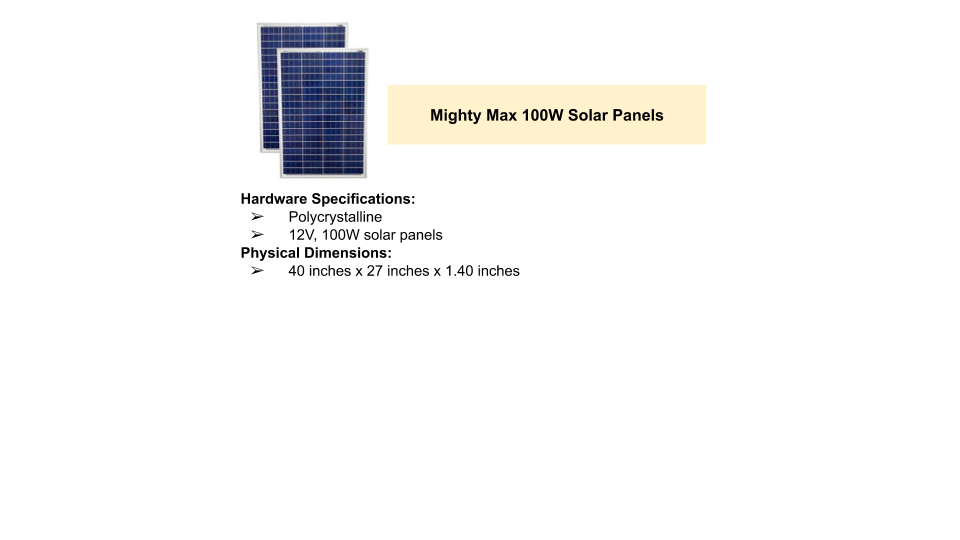 Mighty Max 100W Solar Panels
Hardware Specifications:
➢ Polycrystalline
➢ 12V, 100W solar panels
Physical Dimensions:
➢ 40 inches x 27 inches x 1.40 inches